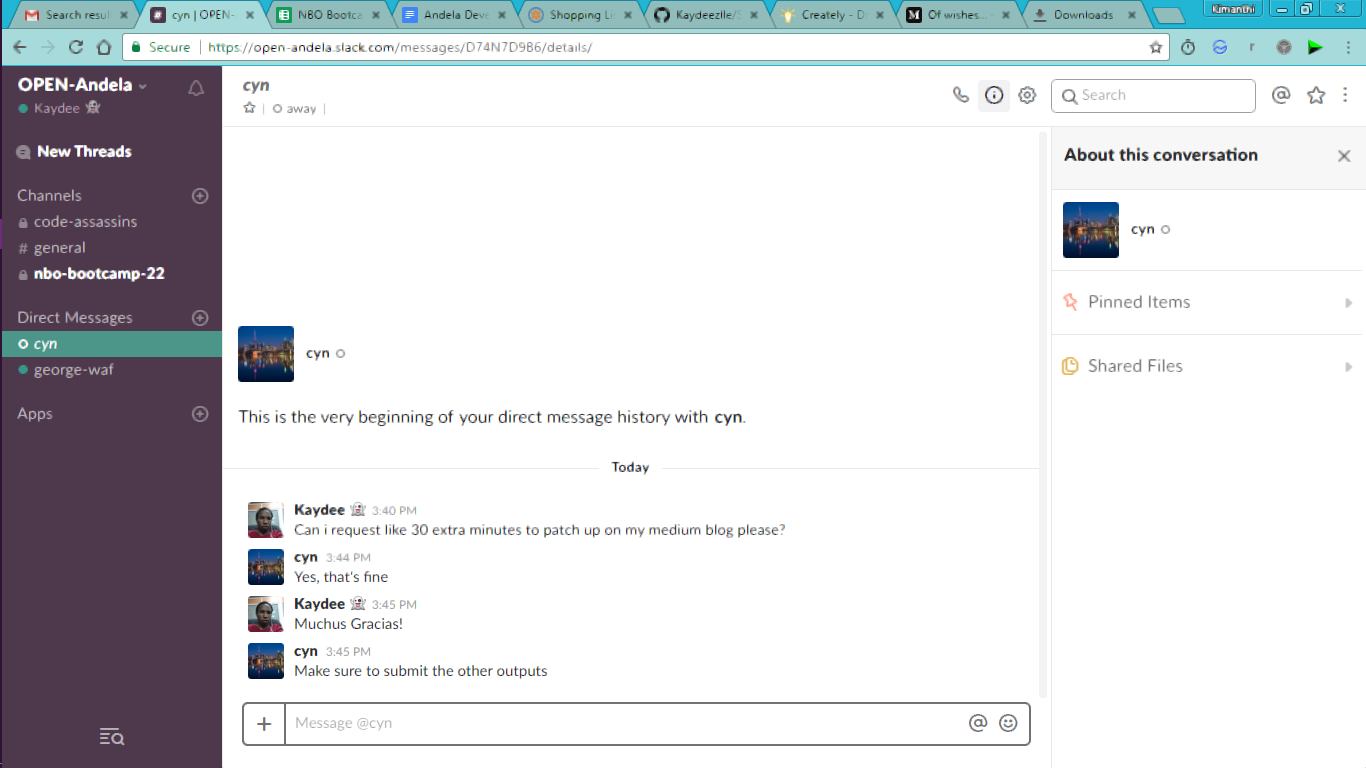 Search resul
cyn | OPEN-
NBO Bootca
Andela Deve
Shopping Li
Kaydeezile/S
Creately - D
Of wishes...
Downloads
Kimanthi
Secure | https://open-andela.slack.com/messages/D74N7D9B6/details/
OPEN-Andela
Kaydee
cyn
away
Search
New Threads
Channels
code-assassins
# general
nbo-bootcamp-22
Direct Messages
cyn
george-waf
Apps
cyn
This is the very beginning of your direct message history with cyn.
Today
Kaydee 3:40 PM
Can i request like 30 extra minutes to patch up on my medium blog please?
cyn 3:44 PM
Yes, that's fine
Kaydee 3:45 PM
Muchus Gracias!
cyn 3:45 PM
Make sure to submit the other outputs
Message @cyn
About this conversation
cyn
Pinned Items
Shared Files